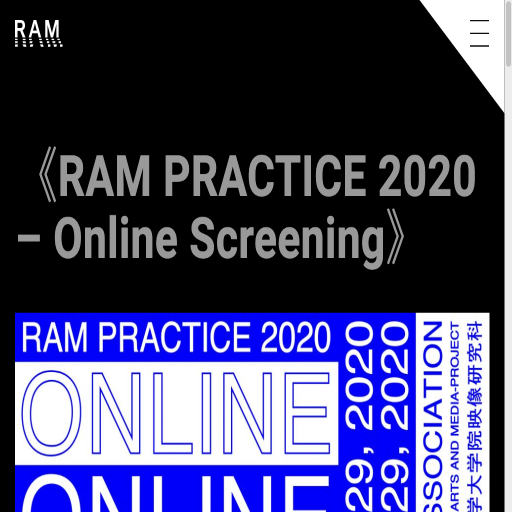 RAM
《RAM PRACTICE 2020
– Online Screening》
RAM PRACTICE 2020
ONLINE
ONLINE
29, 2020
29, 2020
SSOCIATION
ARTS AND MEDIA-PROJECT
学大学院映像研究科